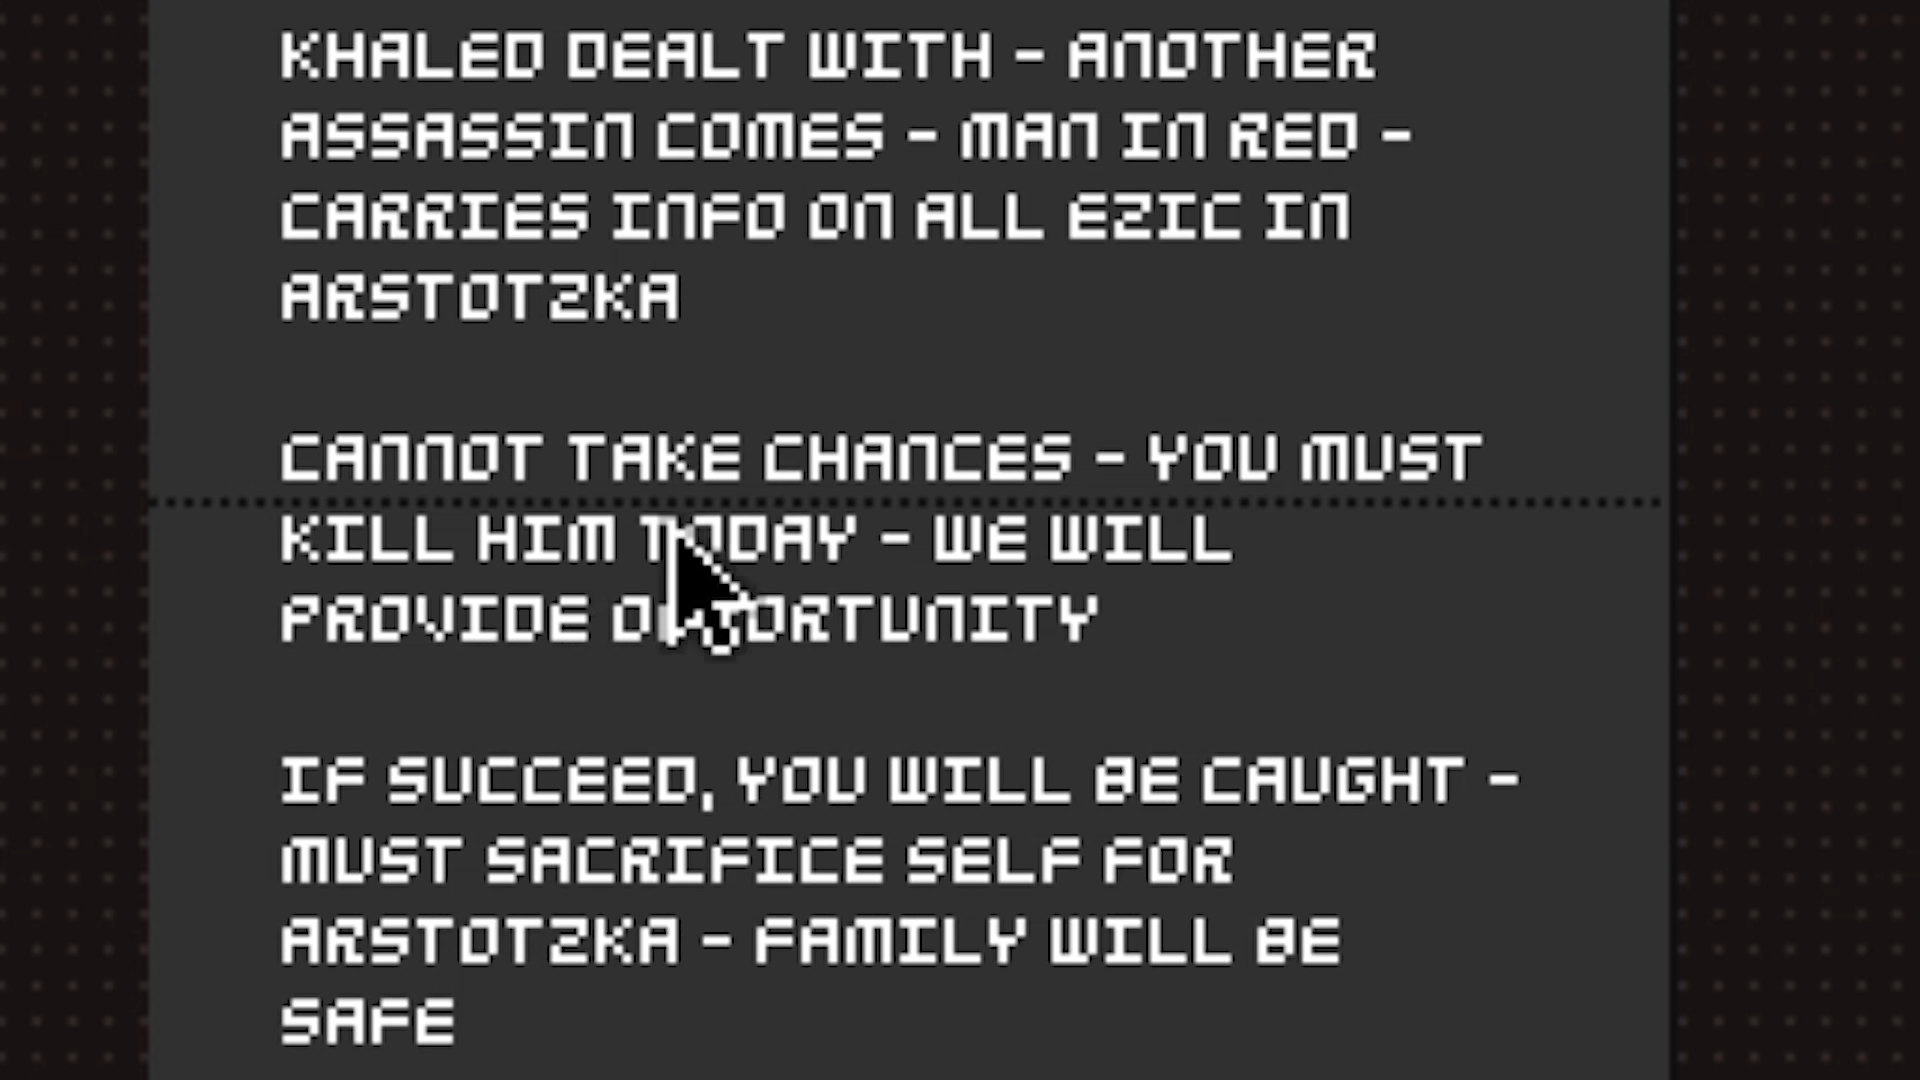 KHALED DEALT WITH - ANOTHER
ASSASSIN COMES - MAN IN RED -
CARRIES INFO ON ALL EZIC IN
ARSTOTZKA
CANNOT TAKE CHANCES - YOU MUST
KILL HIM TODAY - WE WILL
PROVIDE OPPORTUNITY
IF SUCCEED, YOU WILL BE CAUGHT -
MUST SACRIFICE SELF FOR
ARSTOTZKA - FAMILY WILL BE
SAFE